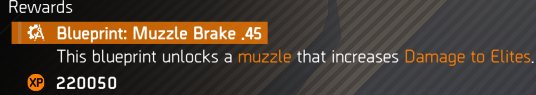 Rewards
Blueprint: Muzzle Brake .45
This blueprint unlocks a muzzle that increases Damage to Elites.
XP 220050